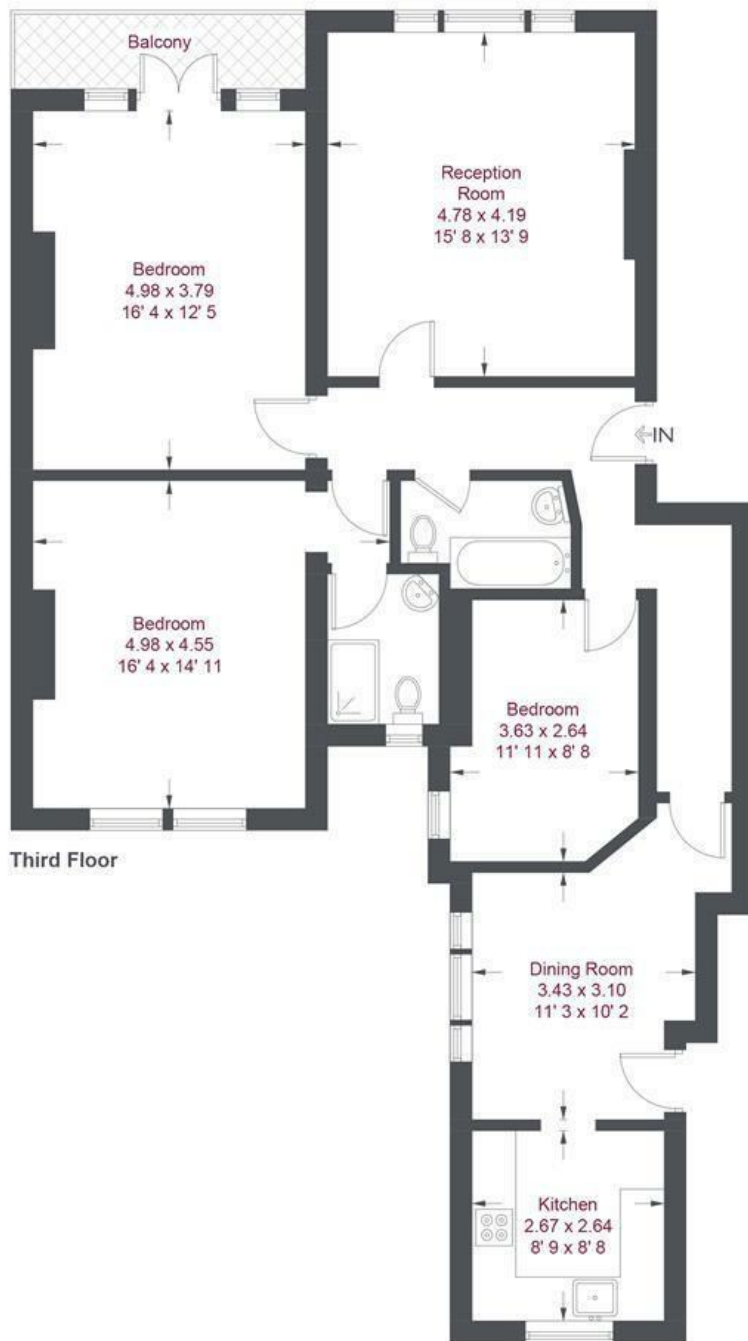 Balcony
Reception
Room
4.78 x 4.19
15' 8 x 13' 9
Bedroom
4.98 x 3.79
16' 4 x 12' 5
IN
Bedroom
4.98 x 4.55
16' 4 x 14' 11
Bedroom
3.63 x 2.64
11' 11 x 8' 8
Third Floor
Dining Room
3.43 x 3.10
11' 3 x 10' 2
Kitchen
2.67 x 2.64
8' 9 x 8' 8